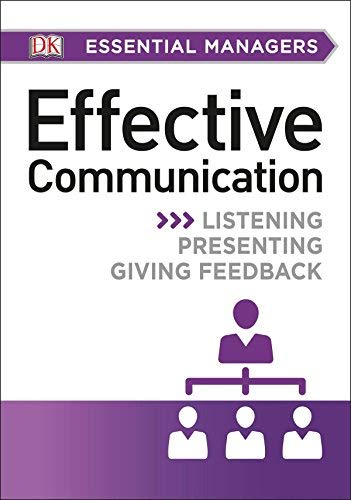 DK ESSENTIAL MANAGERS
Effective
Communication
>>> LISTENING
PRESENTING
GIVING FEEDBACK